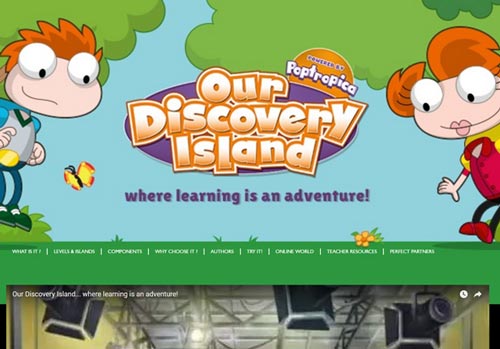 POWERED BY
Poptropica
Our
Discovery
Island
where learning is an adventure!
WHAT IS IT ? | LEVELS & ISLANDS | COMPONENTS | WHY CHOOSE IT ? | AUTHORS | TRY IT! | ONLINE WORLD | TEACHER RESOURCES | PERFECT PARTNERS
Our Discovery Island... where learning is an adventure!